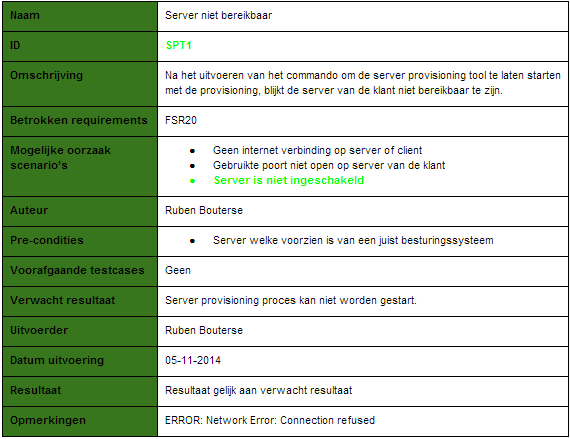 Naam Server niet bereikbaar
ID SPT1
Omschrijving Na het uitvoeren van het commando om de server provisioning tool te laten starten
met de provisioning, blijkt de server van de klant niet bereikbaar te zijn.
Betrokken requirements FSR20
Mogelijke oorzaak • Geen internet verbinding op server of client
scenario's • Gebruikte poort niet open op server van de klant
• Server is niet ingeschakeld
Auteur Ruben Bouterse
Pre-condities • Server welke voorzien is van een juist besturingssysteem
Voorafgaande testcases Geen
Verwacht resultaat Server provisioning proces kan niet worden gestart.
Uitvoerder Ruben Bouterse
Datum uitvoering 05-11-2014
Resultaat Resultaat gelijk aan verwacht resultaat
Opmerkingen ERROR: Network Error: Connection refused